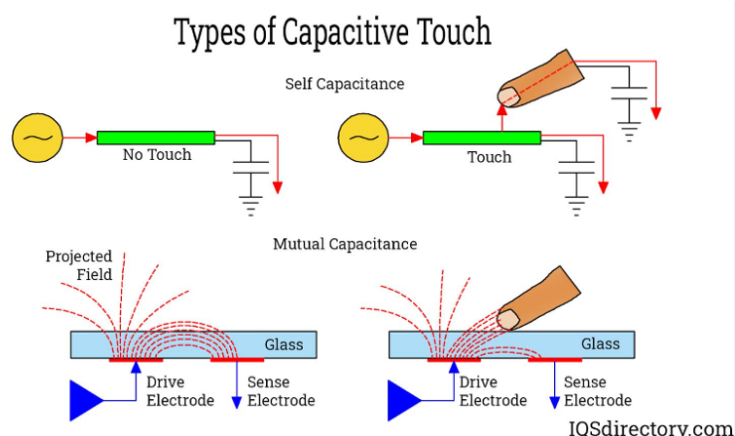 Types of Capacitive Touch
Self Capacitance
No Touch
Touch
Mutual Capacitance
Projected
Field
Glass
Drive
Electrode
Sense
Electrode
Glass
Drive
Electrode
Sense
Electrode
IQSdirectory.com